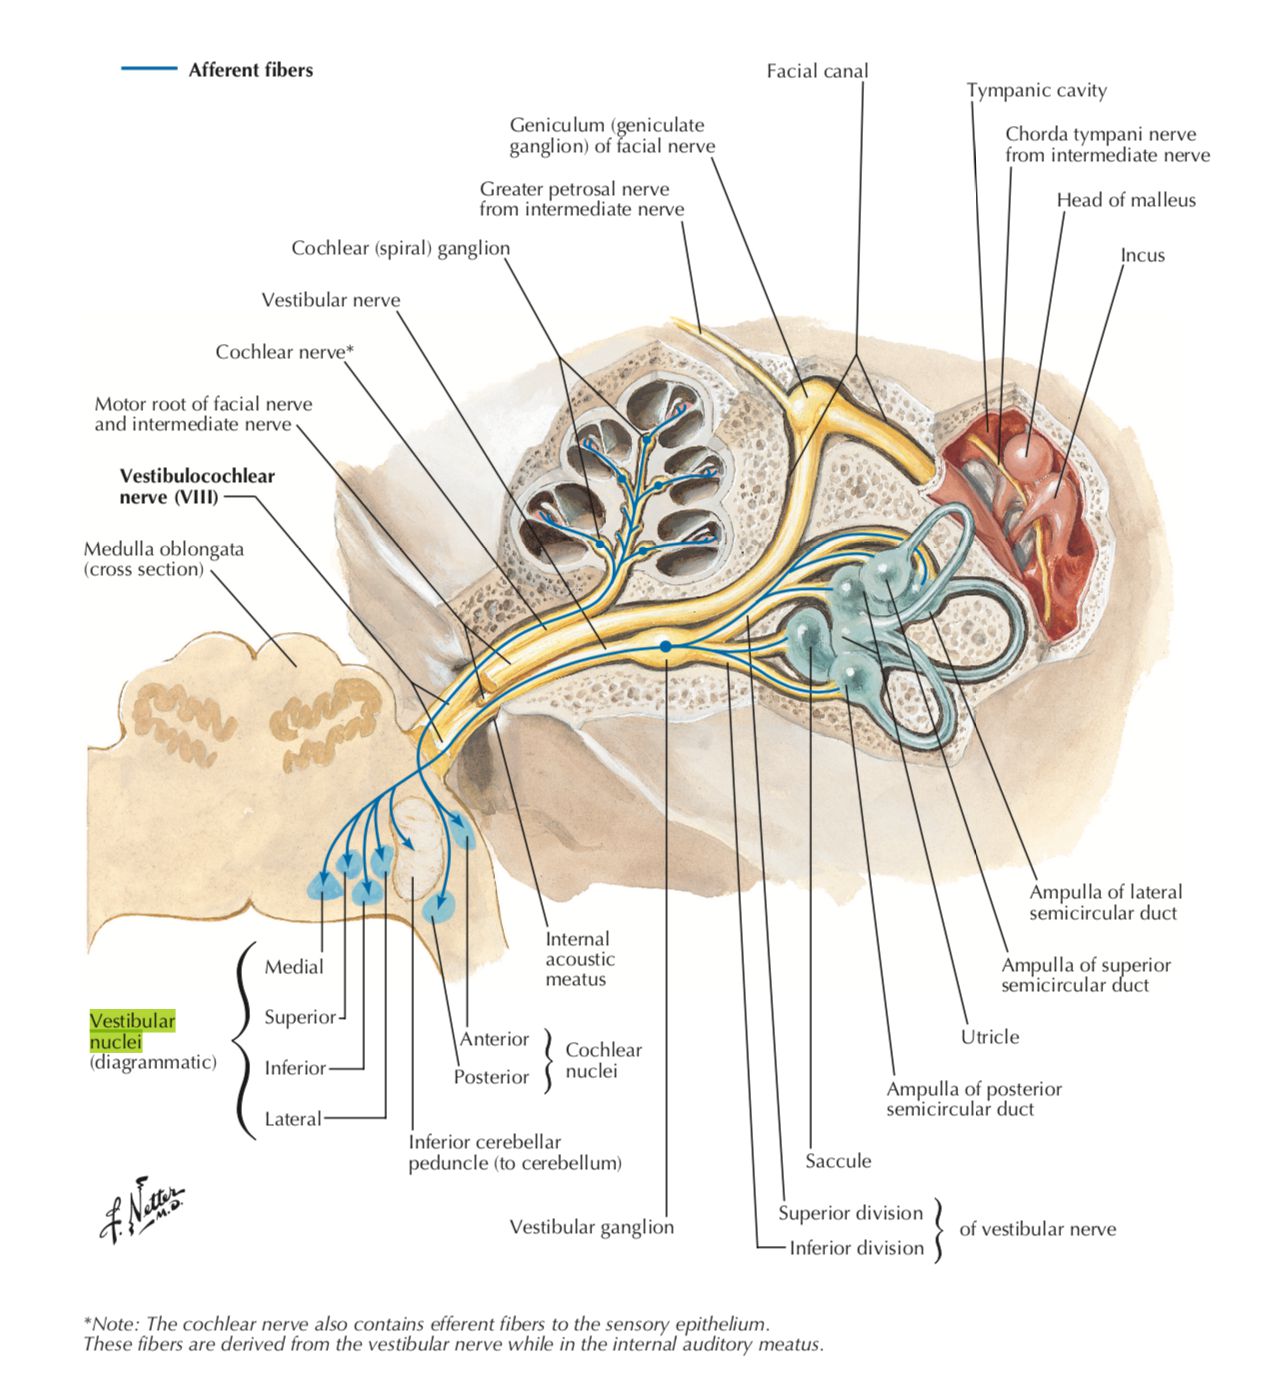 Afferent fibers
Facial canal
Tympanic cavity
Geniculum (geniculate
ganglion) of facial nerve
Chorda tympani nerve
from intermediate nerve
Greater petrosal nerve
from intermediate nerve
Head of malleus
Cochlear (spiral) ganglion
Incus
Vestibular nerve
Cochlear nerve*
Motor root of facial nerve
and intermediate nerve
Vestibulocochlear
nerve (VIII)
Medulla oblongata
(cross section)
Ampulla of lateral
semicircular duct
Internal
acoustic
meatus
Medial
Ampulla of superior
semicircular duct
Superior
Vestibular
nuclei
(diagrammatic)
Anterior
Posterior
Cochlear
nuclei
Utricle
Inferior
Lateral
Ampulla of posterior
semicircular duct
Inferior cerebellar
peduncle (to cerebellum)
Saccule
F. Netter
M.D.
Vestibular ganglion
Superior division
Inferior division
of vestibular nerve
*Note: The cochlear nerve also contains efferent fibers to the sensory epithelium.
These fibers are derived from the vestibular nerve while in the internal auditory meatus.